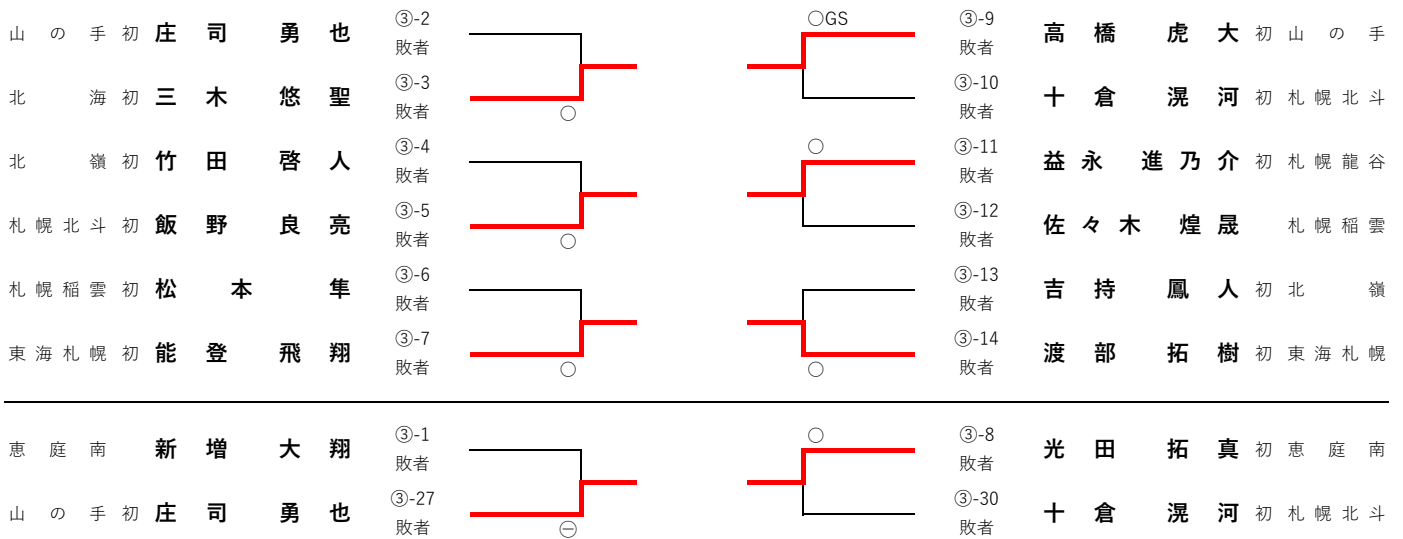 山の手 初 庄司 勇也 ③-2 敗者 ○GS ③-9 敗者 高橋 虎大 初 山の手
北海 初 三木 悠聖 ③-3 敗者 ○ ③-10 敗者 十倉 滉河 初 札幌北斗
北嶺 初 竹田 啓人 ③-4 敗者 ○ ③-11 敗者 益永 進乃介 初 札幌龍谷
札幌北斗 初 飯野 良亮 ③-5 敗者 ○ ③-12 敗者 佐々木 煌晟 札幌稲雲
札幌稲雲 初 松本 隼 ③-6 敗者 ③-13 敗者 吉持 鳳人 初 北嶺
東海札幌 初 能登 飛翔 ③-7 敗者 ○ ○ ③-14 敗者 渡部 拓樹 初 東海札幌
恵庭南 新増 大翔 ③-1 敗者 ○ ③-8 敗者 光田 拓真 初 恵庭南
山の手 初 庄司 勇也 ③-27 敗者 ㊀ ③-30 敗者 十倉 滉河 初 札幌北斗